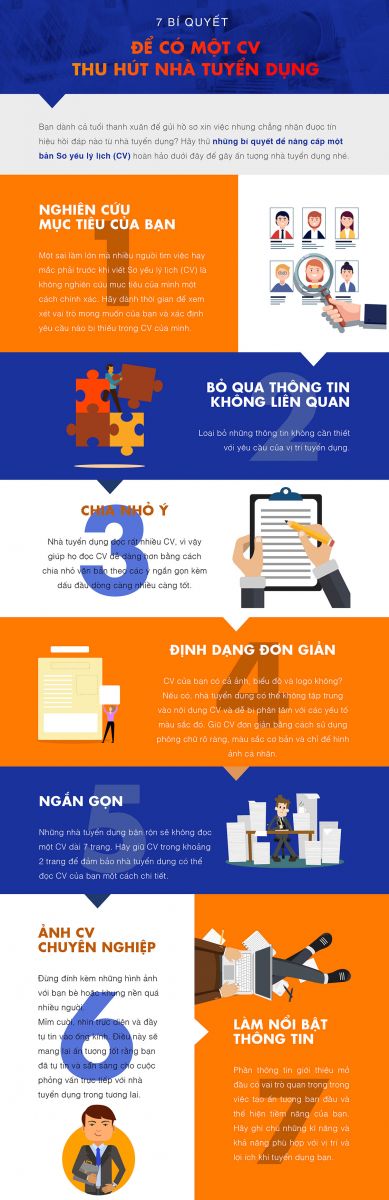 7 BÍ QUYẾT
ĐỂ CÓ MỘT CV
THU HÚT NHÀ TUYỂN DỤNG
Bạn dành cả tuổi thanh xuân để gửi hồ sơ xin việc nhưng chẳng nhận được tín
hiệu hồi đáp nào từ nhà tuyển dụng? Hãy thử những bí quyết để nâng cấp một
bản Sơ yếu lý lịch (CV) hoàn hảo dưới đây để gây ấn tượng nhà tuyển dụng nhé.
1
NGHIÊN CỨU
MỤC TIÊU CỦA BẠN
Một sai lầm lớn mà nhiều người tìm việc hay
mắc phải trước khi viết Sơ yếu lý lịch (CV) là
không nghiên cứu mục tiêu của mình một
cách chính xác. Hãy dành thời gian để xem
xét vai trò mong muốn của bạn và xác định
yêu cầu nào bị thiếu trong CV của mình.
2
BỎ QUA THÔNG TIN
KHÔNG LIÊN QUAN
Loại bỏ những thông tin không cần thiết
với yêu cầu của vị trí tuyển dụng.
3
CHIA NHỎ Ý
Nhà tuyển dụng đọc rất nhiều CV, vì vậy
giúp họ đọc CV dễ dàng hơn bằng cách
chia nhỏ văn bản theo các ý ngắn gọn kèm
dấu đầu dòng càng nhiều càng tốt.
4
ĐỊNH DẠNG ĐƠN GIẢN
CV của bạn có cả ảnh, biểu đồ và logo không?
Nếu có, nhà tuyển dụng có thể không tập trung
vào nội dung CV và dễ bị phân tâm với các yếu tố
màu sắc đó. Giữ CV đơn giản bằng cách sử dụng
phông chữ rõ ràng, màu sắc cơ bản và chỉ để hình
ảnh cá nhân.
5
NGẮN GỌN
Những nhà tuyển dụng bận rộn sẽ không đọc
một CV dài 7 trang. Hãy giữ CV trong khoảng
2 trang để đảm bảo nhà tuyển dụng có thể
đọc CV của bạn một cách chi tiết.
6
ẢNH CV
CHUYÊN NGHIỆP
Đừng đính kèm những hình ảnh
với bạn bè hoặc khung nền quá
nhiều người.
Mỉm cười, nhìn trực diện và đầy
tự tin vào ống kính. Điều này sẽ
mang lại ấn tượng tốt rằng bạn
đã tự tin và sẵn sàng cho cuộc
phỏng vấn trực tiếp với nhà
tuyển dụng trong tương lai.
7
LÀM NỔI BẬT
THÔNG TIN
Phần thông tin giới thiệu mở
đầu có vai trò quan trọng trong
việc tạo ấn tượng ban đầu và
thể hiện tiềm năng của bạn.
Hãy ghi chú những kĩ năng và
khả năng phù hợp với vị trí và
lợi ích khi tuyển dụng bạn.